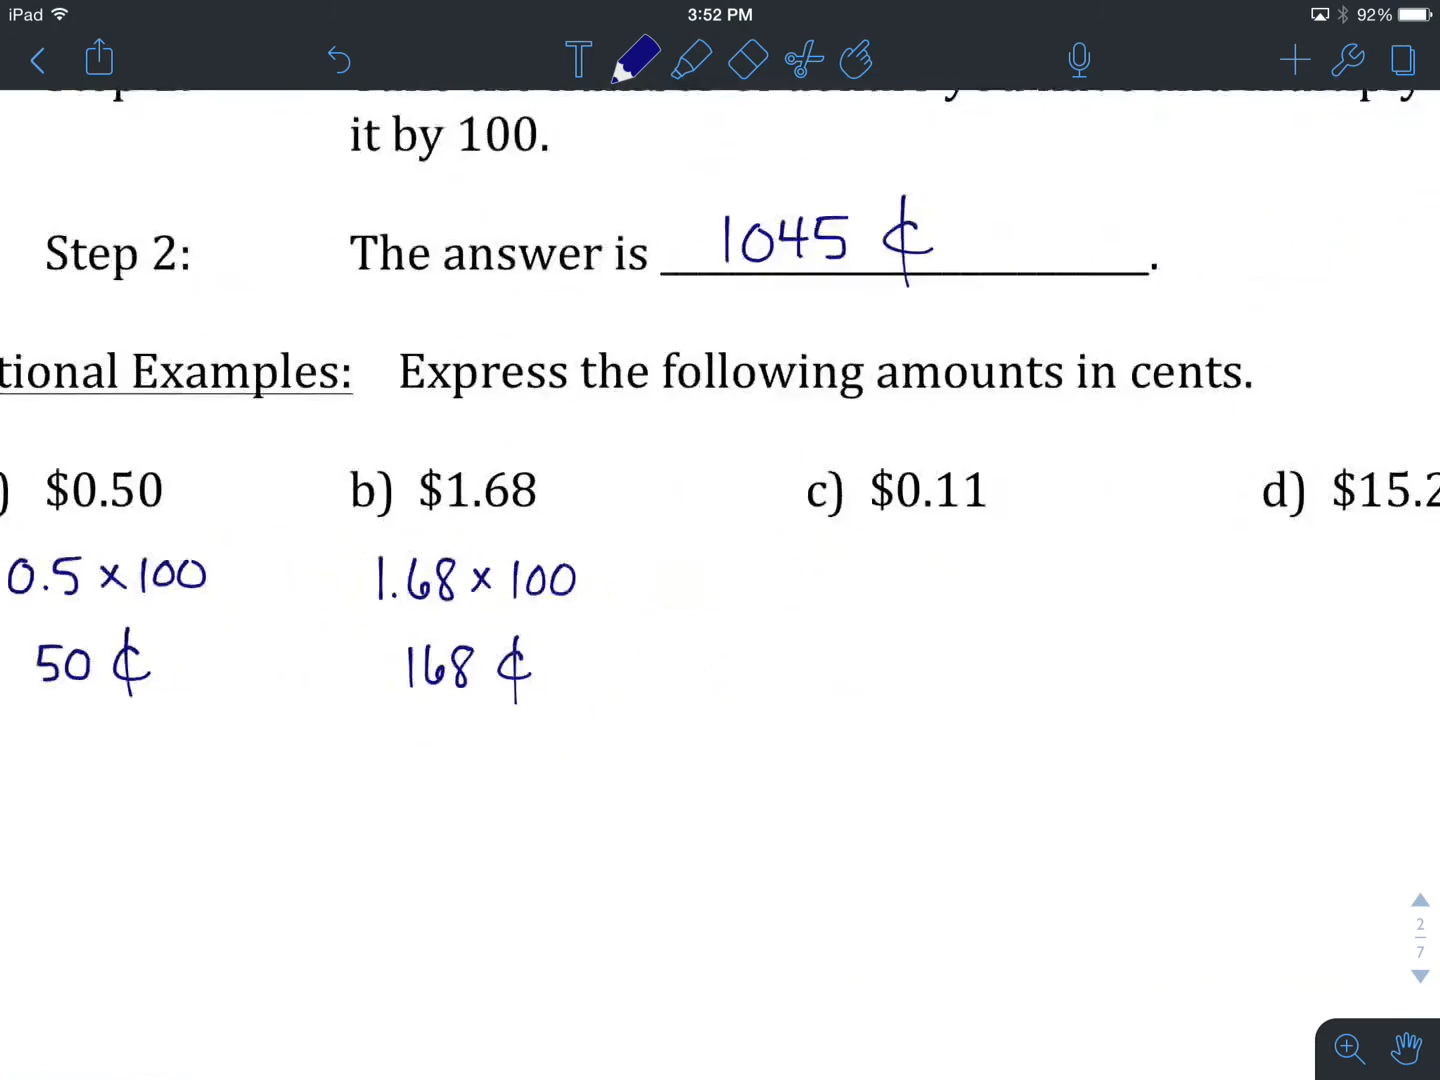 iPad 3:52 PM 92%
T
it by 100.
Step 2: The answer is 1045 ¢.
tional Examples: Express the following amounts in cents.
) $0.50 b) $1.68 c) $0.11 d) $15.2
0.5 x 100 1.68 x 100
50 ¢ 168 ¢
2
7